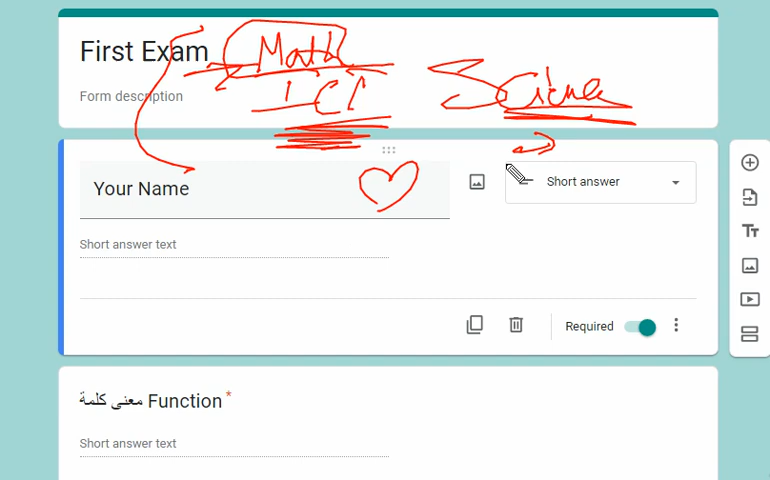 First Exam
Math
ICT
Science
Form description
Your Name
Short answer
Short answer text
Required
معنى كلمة Function *
Short answer text